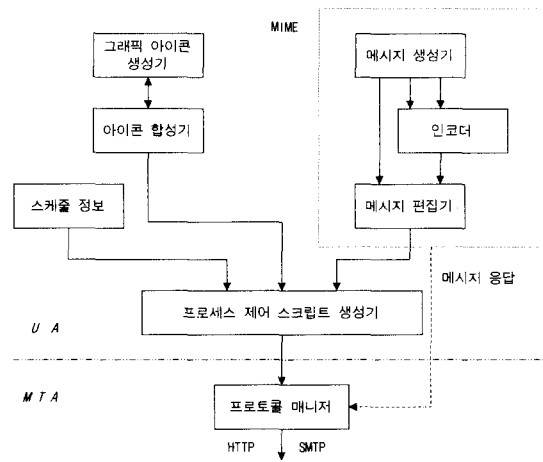 MIME
그래픽 아이콘
생성기
메시지 생성기
아이콘 합성기
인코더
스케줄 정보
메시지 편집기
메시지 응답
프로세스 제어 스크립트 생성기
U A
M T A
프로토콜 매니저
HTTP SMTP